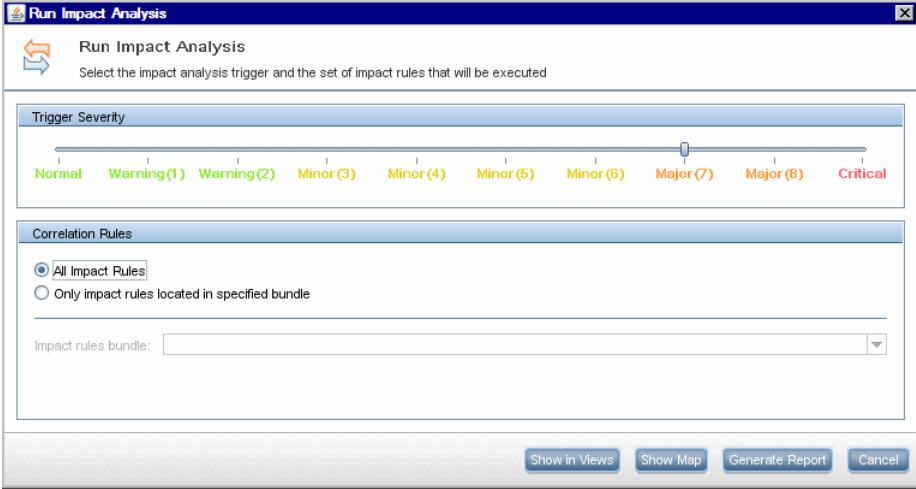 Run Impact Analysis
Run Impact Analysis
Select the impact analysis trigger and the set of impact rules that will be executed
Trigger Severity
Normal Warning(1) Warning(2) Minor(3) Minor(4) Minor(5) Minor(6) Major(7) Major(8) Critical
Correlation Rules
All Impact Rules
Only impact rules located in specified bundle
Impact rules bundle:
Show in Views Show Map Generate Report Cancel